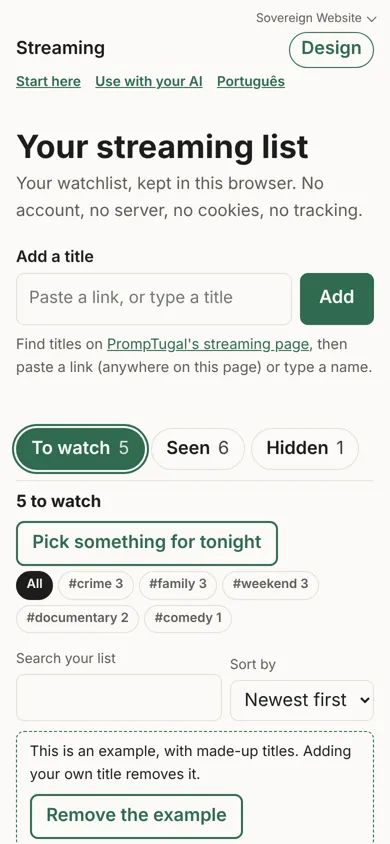 Sovereign Website
Streaming
Design
Start here Use with your AI Português
Your streaming list
Your watchlist, kept in this browser. No
account, no server, no cookies, no tracking.
Add a title
Paste a link, or type a title
Add
Find titles on PrompTugal's streaming page, then
paste a link (anywhere on this page) or type a name.
To watch 5 Seen 6 Hidden 1
5 to watch
Pick something for tonight
All #crime 3 #family 3 #weekend 3
#documentary 2 #comedy 1
Search your list
Sort by
Newest first
This is an example, with made-up titles. Adding
your own title removes it.
Remove the example